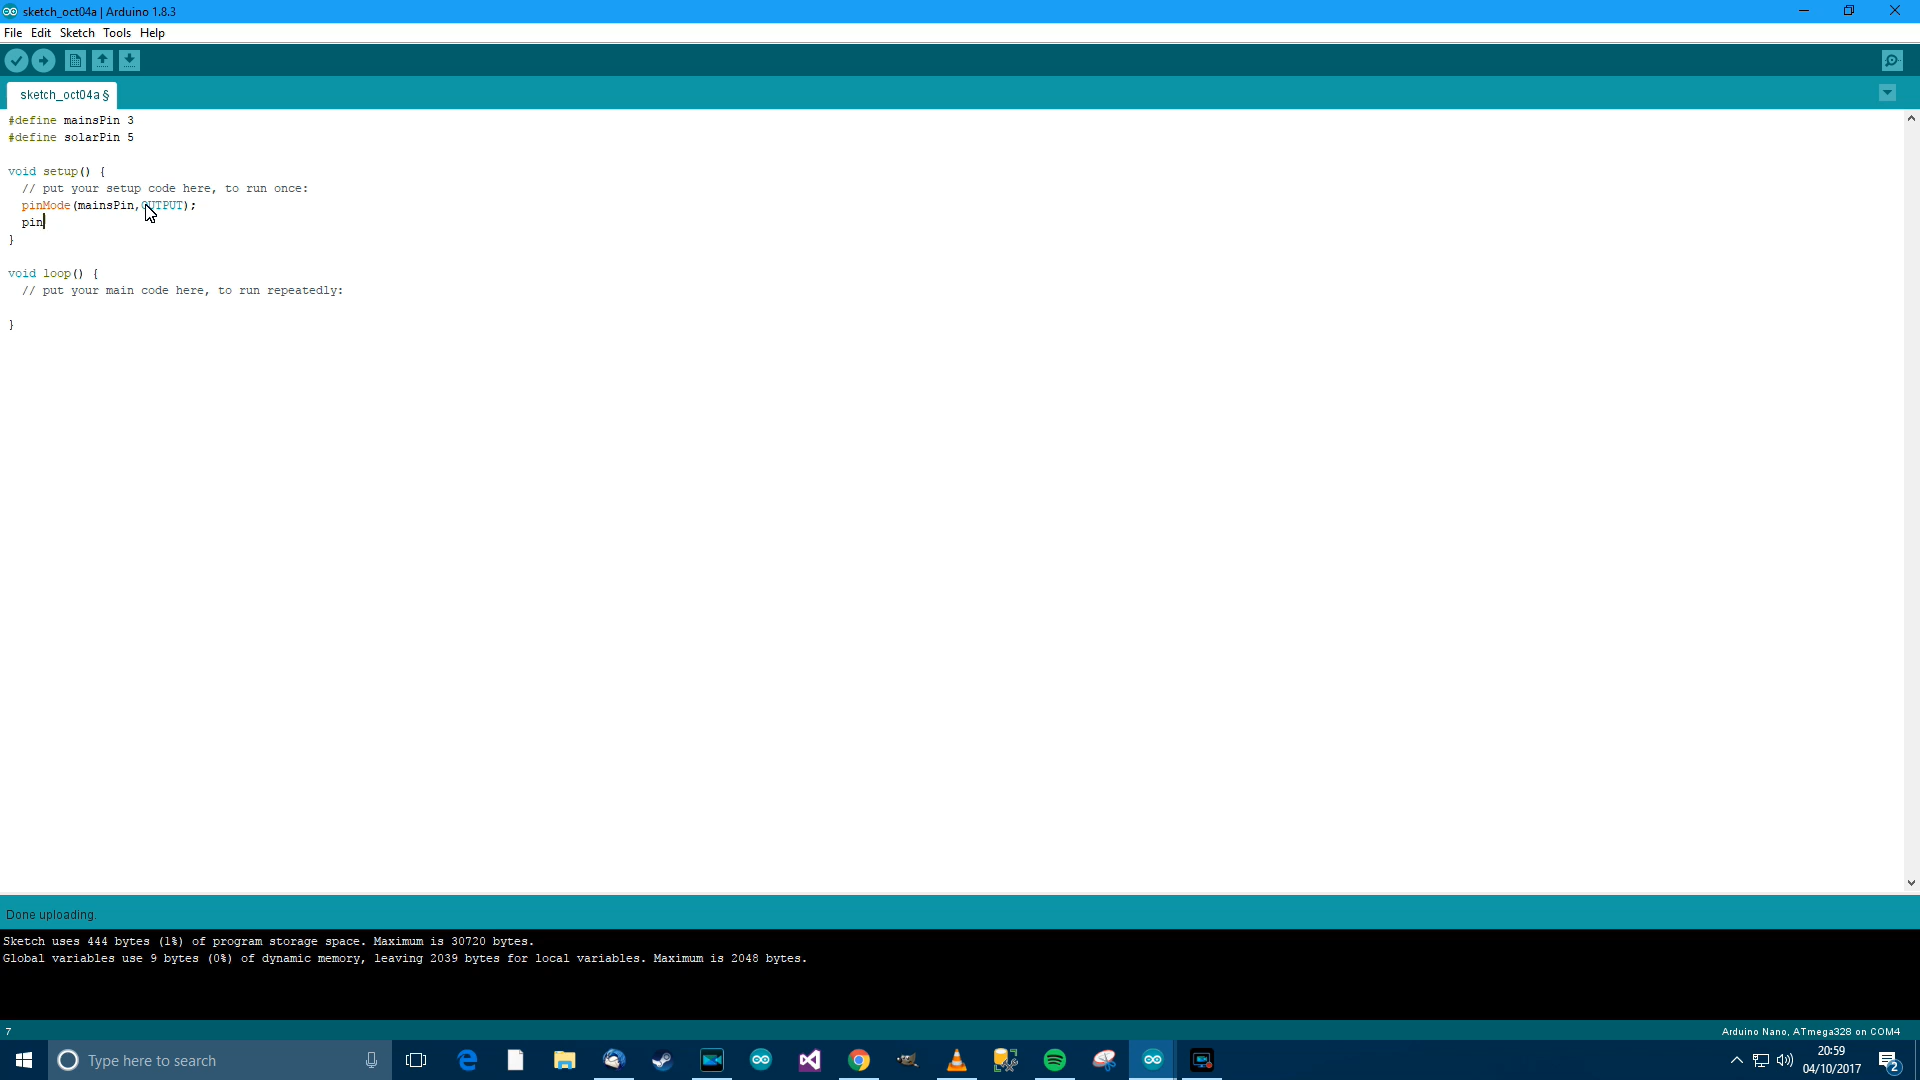 sketch_oct04a | Arduino 1.8.3
File Edit Sketch Tools Help
sketch_oct04a §
#define mainsPin 3
#define solarPin 5
void setup() {
// put your setup code here, to run once:
pinMode(mainsPin,OUTPUT);
pin
}
void loop() {
// put your main code here, to run repeatedly:
}
Done uploading.
Sketch uses 444 bytes (1%) of program storage space. Maximum is 30720 bytes.
Global variables use 9 bytes (0%) of dynamic memory, leaving 2039 bytes for local variables. Maximum is 2048 bytes.
7 Arduino Nano, ATmega328 on COM4
Type here to search
20:59
04/10/2017
2